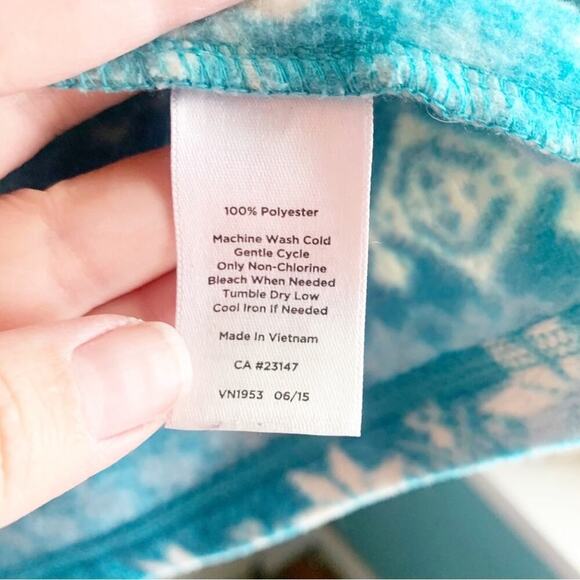 100% Polyester
Machine Wash Cold
Gentle Cycle
Only Non-Chlorine
Bleach When Needed
Tumble Dry Low
Cool Iron If Needed
Made In Vietnam
CA #23147
VN1953 06/15